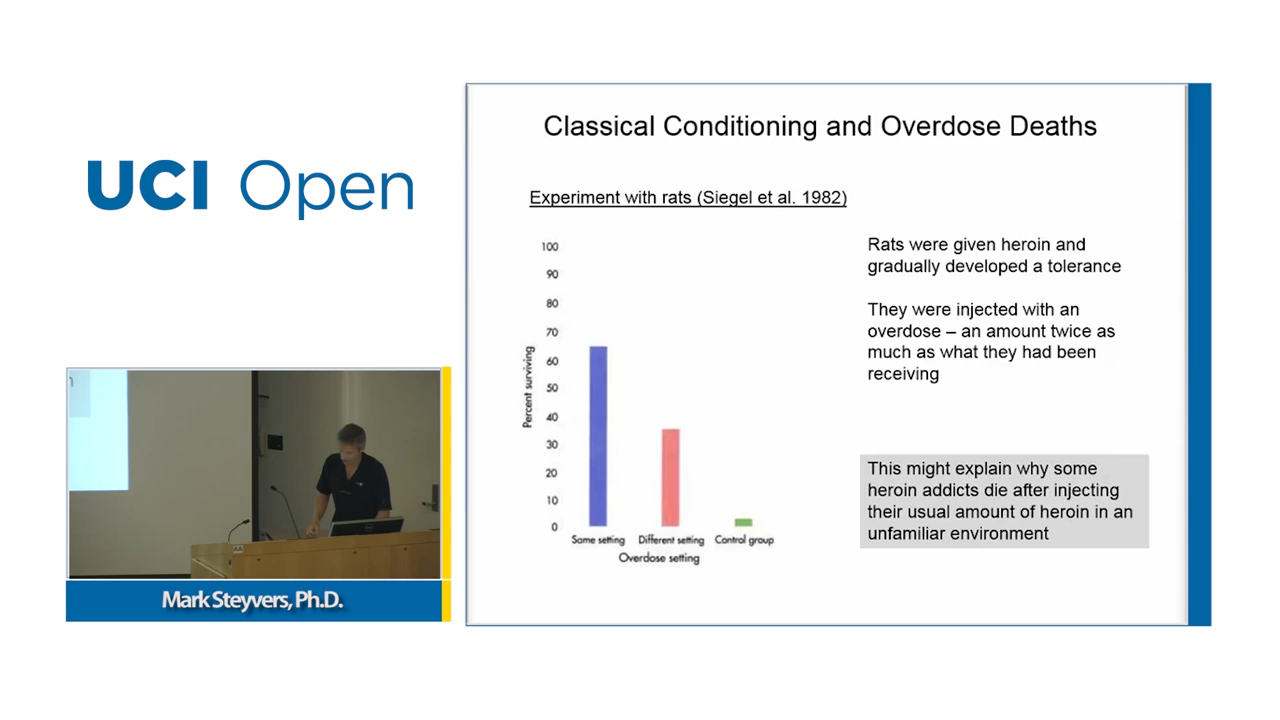 UCI Open
Classical Conditioning and Overdose Deaths
Experiment with rats (Siegel et al. 1982)
100
90
80
70
60
50
40
30
20
10
0
Percent surviving
Same setting
Different setting
Control group
Overdose setting
Rats were given heroin and
gradually developed a tolerance
They were injected with an
overdose – an amount twice as
much as what they had been
receiving
This might explain why some
heroin addicts die after injecting
their usual amount of heroin in an
unfamiliar environment
Mark Steyvers, Ph.D.